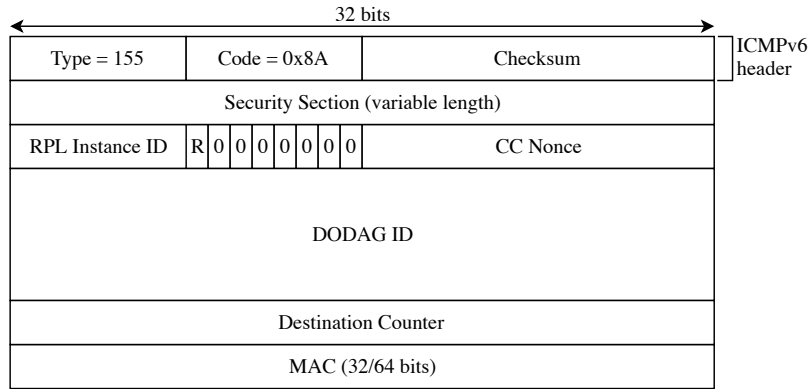 32 bits
Type = 155 Code = 0x8A Checksum
ICMPv6
header
Security Section (variable length)
RPL Instance ID R 0 0 0 0 0 0 0 CC Nonce
DODAG ID
Destination Counter
MAC (32/64 bits)